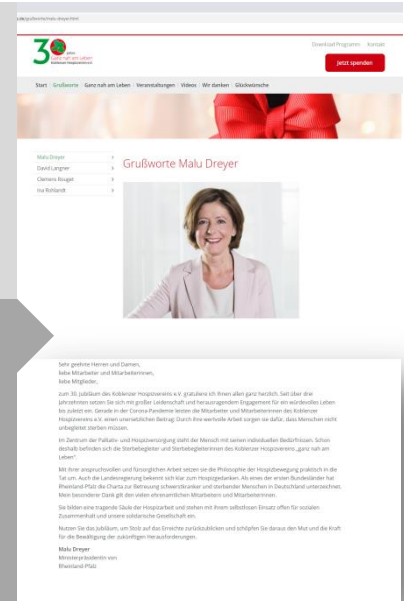 .de/grußworte/malu-dreyer.html
30
Jahre
Ganz nah am Leben
Koblenzer Hospizverein e.V.
Download Programm Kontakt
Jetzt spenden
Start Grußworte Ganz nah am Leben Veranstaltungen Videos Wir danken Glückwünsche
Malu Dreyer
David Langner
Clemens Houget
Ina Rohlandt
Grußworte Malu Dreyer
Sehr geehrte Herren und Damen,
liebe Mitarbeiter und Mitarbeiterinnen,
liebe Mitglieder,
zum 30. Jubiläum des Koblenzer Hospizvereins e.V. gratuliere ich Ihnen allen ganz herzlich. Seit über drei
Jahrzehnten setzen Sie sich mit großer Leidenschaft und herausragendem Engagement für ein würdevolles Leben
bis zuletzt ein. Gerade in der Corona-Pandemie leisten die Mitarbeiter und Mitarbeiterinnen des Koblenzer
Hospizvereins e.V. einen unersetzlichen Beitrag: Durch ihre wertvolle Arbeit sorgen sie dafür, dass Menschen nicht
unbegleitet sterben müssen.
Im Zentrum der Palliativ- und Hospizversorgung steht der Mensch mit seinen individuellen Bedürfnissen. Schon
deshalb befinden sich die Sterbebegleiter und Sterbebegleiterinnen des Koblenzer Hospizvereins „ganz nah am
Leben".
Mit ihrer anspruchsvollen und fürsorglichen Arbeit setzen sie die Philosophie der Hospizbewegung praktisch in die
Tat um. Auch die Landesregierung bekennt sich klar zum Hospizgedanken. Als eines der ersten Bundesländer hat
Rheinland-Pfalz die Charta zur Betreuung schwerstkranker und sterbender Menschen in Deutschland unterzeichnet.
Mein besonderer Dank gilt den vielen ehrenamtlichen Mitarbeitern und Mitarbeiterinnen.
Sie bilden eine tragende Säule der Hospizarbeit und stehen mit ihrem selbstlosen Einsatz offen für sozialen
Zusammenhalt und unsere solidarische Gesellschaft ein.
Nutzen Sie das Jubiläum, um Stolz auf das Erreichte zurückzublicken und schöpfen Sie daraus den Mut und die Kraft
für die Bewältigung der zukünftigen Herausforderungen.
Malu Dreyer
Ministerpräsidentin von
Rheinland-Pfalz